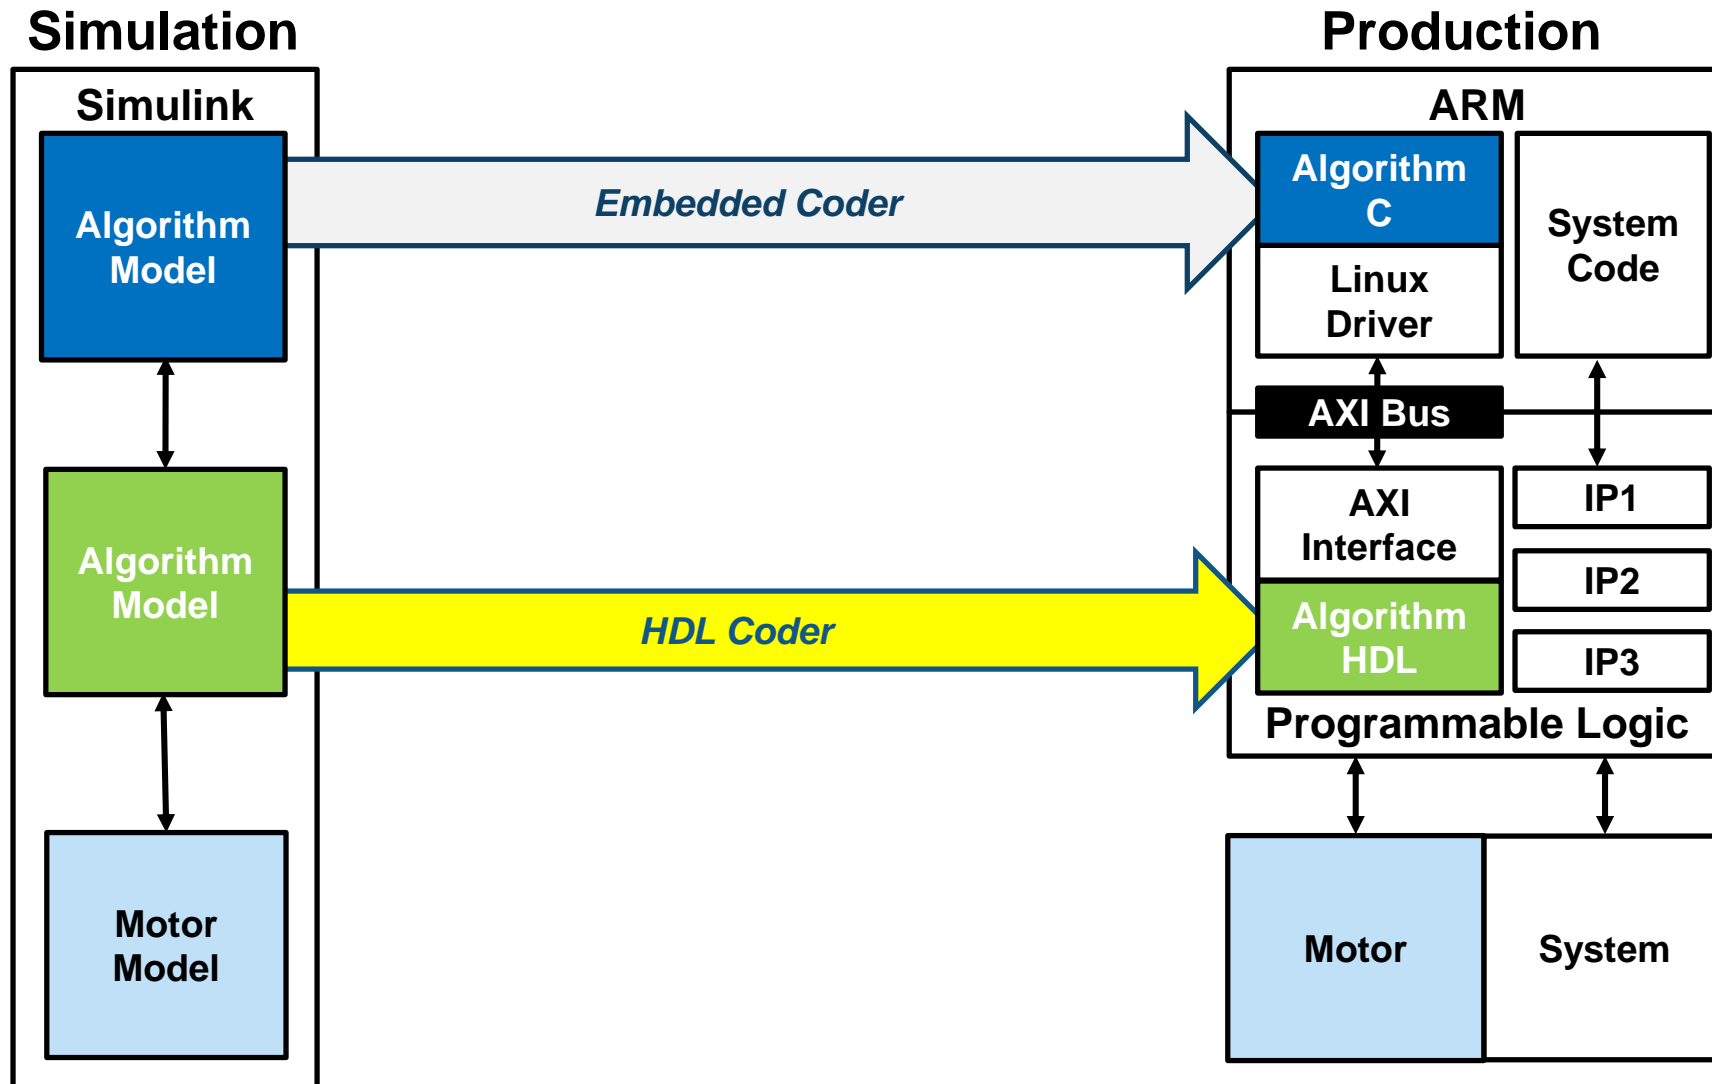 Simulation
Production
Simulink
Algorithm
Model
Algorithm
Model
Motor
Model
Embedded Coder
HDL Coder
ARM
Algorithm
C
Linux
Driver
System
Code
AXI Bus
AXI
Interface
Algorithm
HDL
IP1
IP2
IP3
Programmable Logic
Motor
System